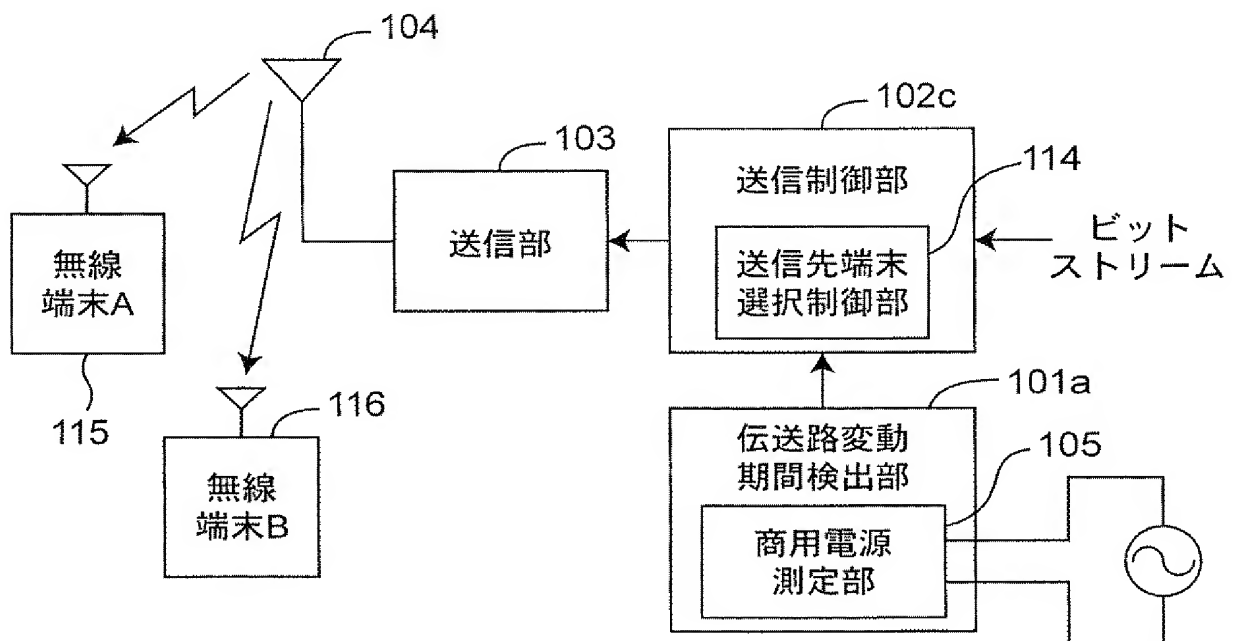 104
102c
103
114
送信制御部
送信部
送信先端末
選択制御部
ビット
ストリーム
無線
端末A
115
116
無線
端末B
101a
伝送路変動
期間検出部
105
商用電源
測定部